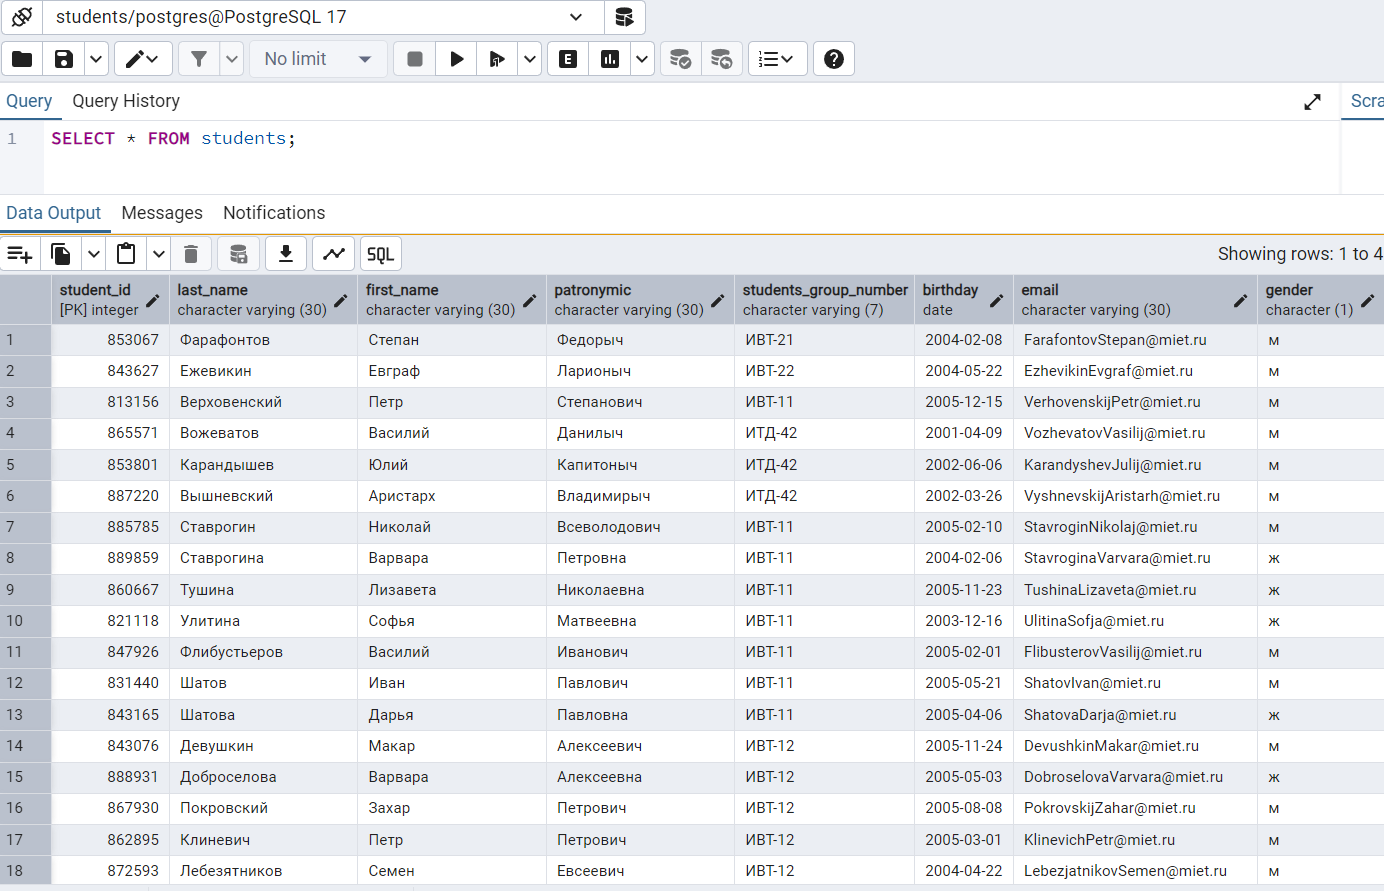 students/postgres@PostgreSQL 17
No limit
E
Query Query History Scra
1 SELECT * FROM students;
Data Output Messages Notifications
SQL Showing rows: 1 to 4
student_id last_name first_name patronymic students_group_number birthday email gender
[PK] integer character varying (30) character varying (30) character varying (30) character varying (7) date character varying (30) character (1)
1 853067 Фарафонтов Степан Федорыч ИВТ-21 2004-02-08 FarafontovStepan@miet.ru м
2 843627 Ежевикин Евграф Ларионыч ИВТ-22 2004-05-22 EzhevikinEvgraf@miet.ru м
3 813156 Верховенский Петр Степанович ИВТ-11 2005-12-15 VerhovenskijPetr@miet.ru м
4 865571 Вожеватов Василий Данилыч ИТД-42 2001-04-09 VozhevatovVasilij@miet.ru м
5 853801 Карандышев Юлий Капитоныч ИТД-42 2002-06-06 KarandyshevJulij@miet.ru м
6 887220 Вышневский Аристарх Владимирыч ИТД-42 2002-03-26 VyshnevskijAristarh@miet.ru м
7 885785 Ставрогин Николай Всеволодович ИВТ-11 2005-02-10 StavroginNikolaj@miet.ru м
8 889859 Ставрогина Варвара Петровна ИВТ-11 2004-02-06 StavroginaVarvara@miet.ru ж
9 860667 Тушина Лизавета Николаевна ИВТ-11 2005-11-23 TushinaLizaveta@miet.ru ж
10 821118 Улитина Софья Матвеевна ИВТ-11 2003-12-16 UlitinaSofja@miet.ru ж
11 847926 Флибустьеров Василий Иванович ИВТ-11 2005-02-01 FlibusterovVasilij@miet.ru м
12 831440 Шатов Иван Павлович ИВТ-11 2005-05-21 ShatovIvan@miet.ru м
13 843165 Шатова Дарья Павловна ИВТ-11 2005-04-06 ShatovaDarja@miet.ru ж
14 843076 Девушкин Макар Алексеевич ИВТ-12 2005-11-24 DevushkinMakar@miet.ru м
15 888931 Доброселова Варвара Алексеевна ИВТ-12 2005-05-03 DobroselovaVarvara@miet.ru ж
16 867930 Покровский Захар Петрович ИВТ-12 2005-08-08 PokrovskijZahar@miet.ru м
17 862895 Клиневич Петр Петрович ИВТ-12 2005-03-01 KlinevichPetr@miet.ru м
18 872593 Лебезятников Семен Евсеевич ИВТ-12 2004-04-22 LebezjatnikovSemen@miet.ru м